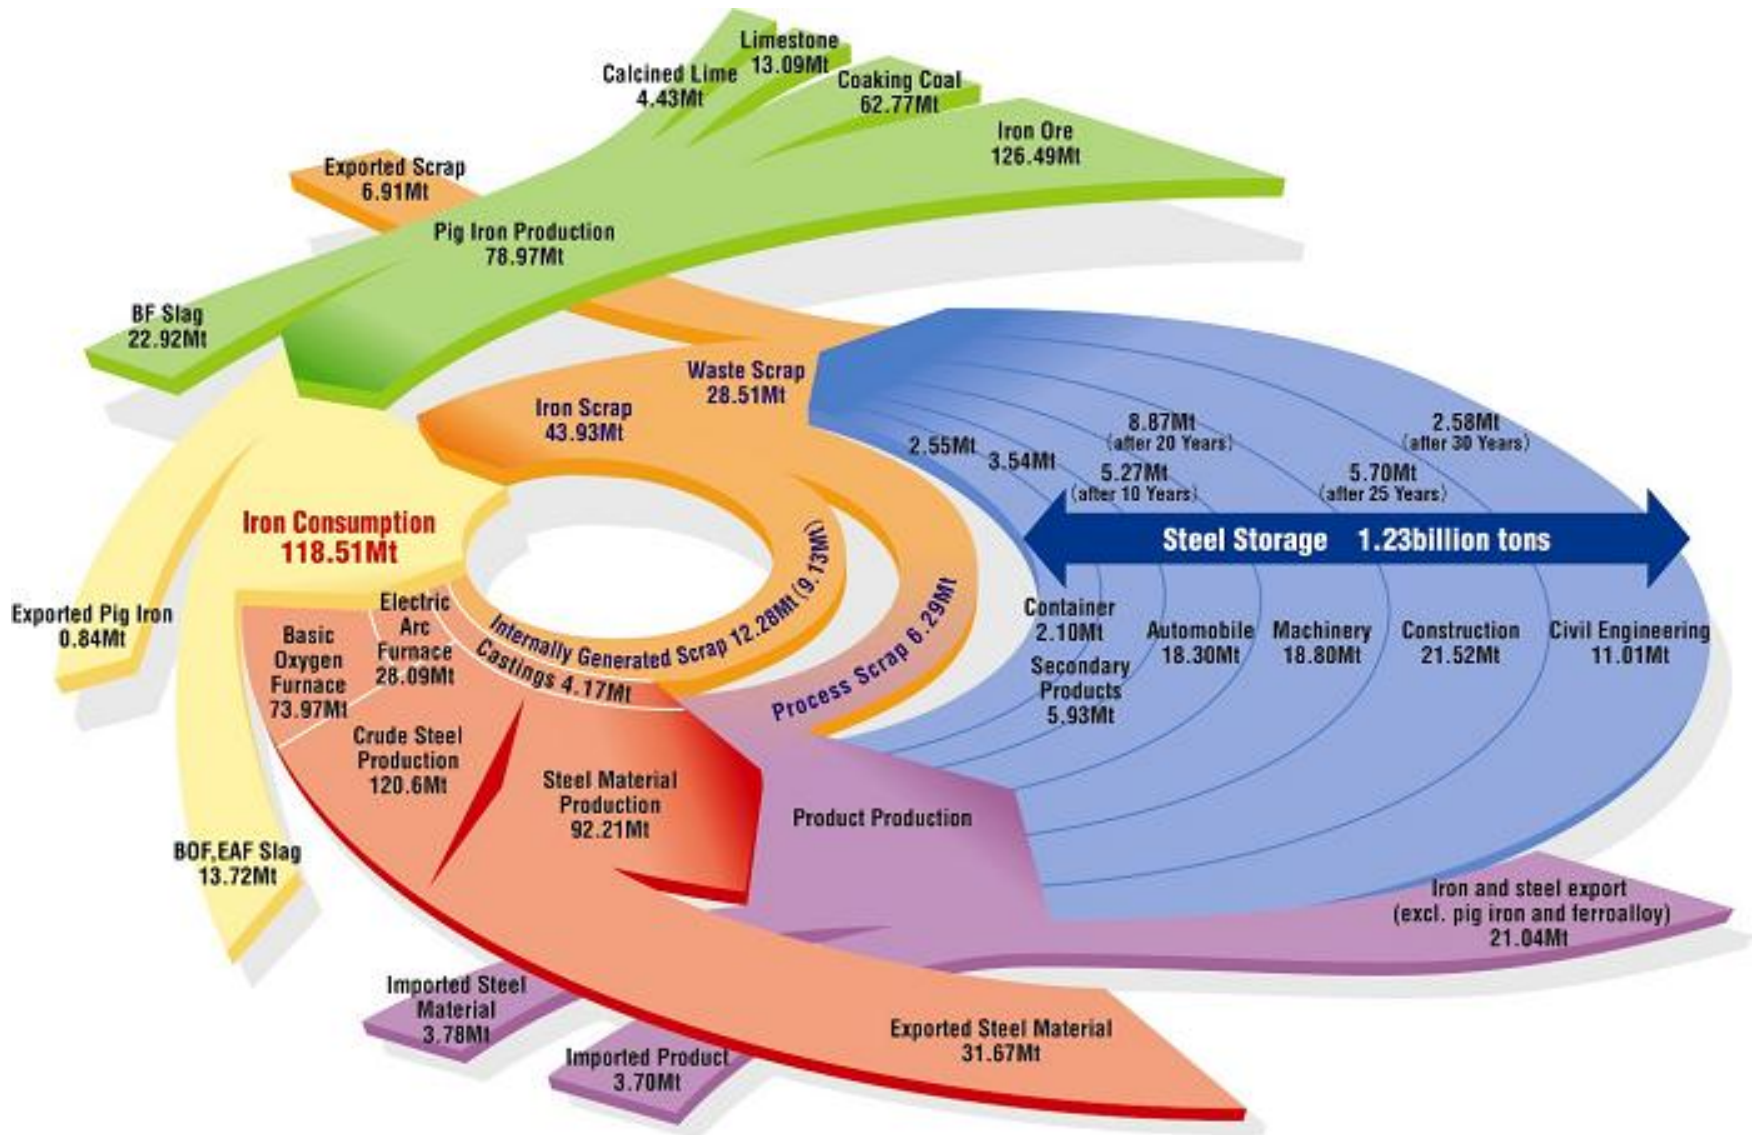 Limestone
13.09Mt
Calcined Lime
4.43Mt
Coaking Coal
62.77Mt
Iron Ore
126.49Mt
Exported Scrap
6.91Mt
Pig Iron Production
78.97Mt
BF Slag
22.92Mt
Waste Scrap
28.51Mt
Iron Scrap
43.93Mt
2.55Mt
3.54Mt
8.87Mt
(after 20 Years)
5.27Mt
(after 10 Years)
2.58Mt
(after 30 Years)
5.70Mt
(after 25 Years)
Steel Storage 1.23billion tons
Iron Consumption
118.51Mt
Exported Pig Iron
0.84Mt
Electric
Arc
Furnace
28.09Mt
Basic
Oxygen
Furnace
73.97Mt
Internally Generated Scrap 12.28Mt (9.13Mt)
Castings 4.17Mt
Process Scrap 6.29Mt
Container
2.10Mt
Secondary
Products
5.93Mt
Automobile
18.30Mt
Machinery
18.80Mt
Construction
21.52Mt
Civil Engineering
11.01Mt
Crude Steel
Production
120.6Mt
Steel Material
Production
92.21Mt
Product Production
BOF,EAF Slag
13.72Mt
Iron and steel export
(excl. pig iron and ferroalloy)
21.04Mt
Imported Steel
Material
3.78Mt
Imported Product
3.70Mt
Exported Steel Material
31.67Mt